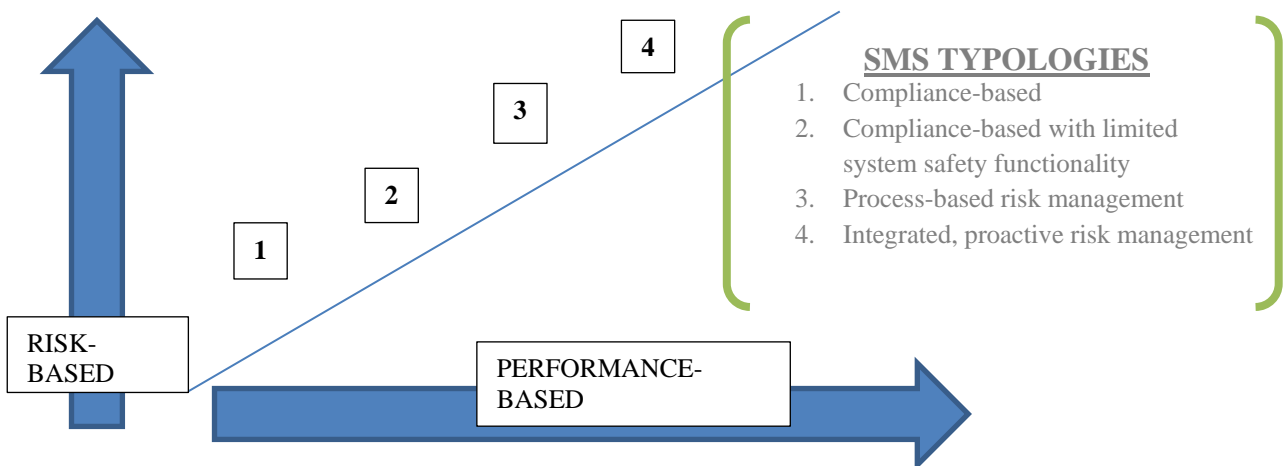 4
SMS TYPOLOGIES
1. Compliance-based
2. Compliance-based with limited
system safety functionality
3. Process-based risk management
4. Integrated, proactive risk management
3
2
1
RISK-
BASED
PERFORMANCE-
BASED